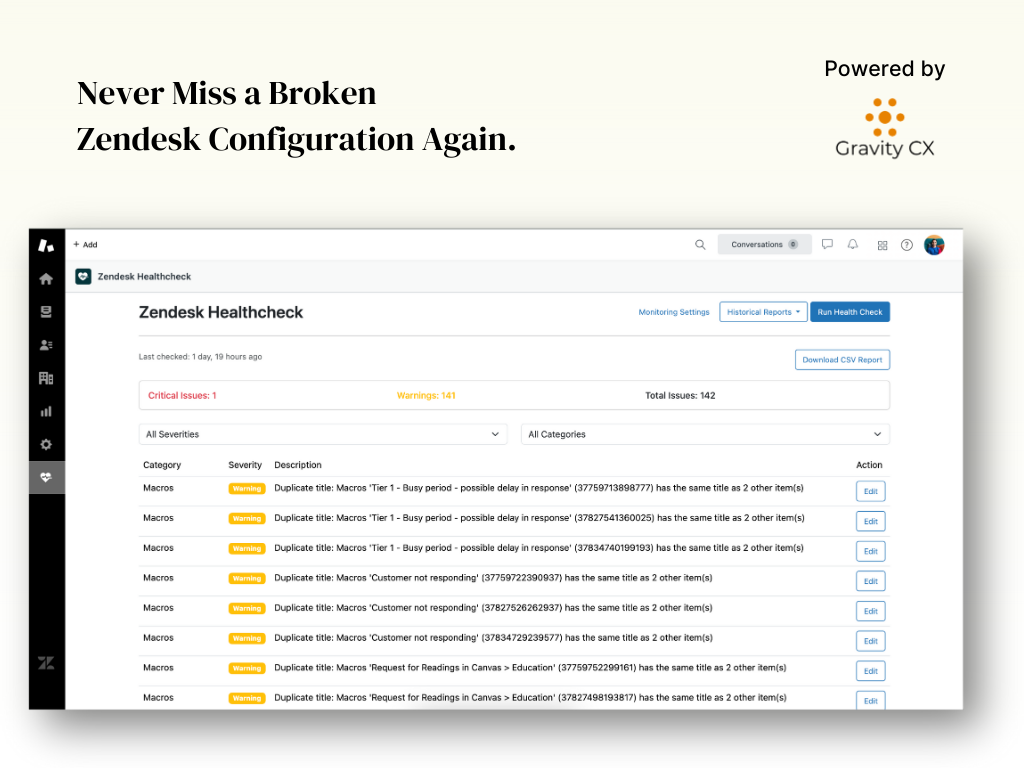 Never Miss a Broken
Zendesk Configuration Again.
Powered by
Gravity CX
+ Add
Conversations 0
Zendesk Healthcheck
Zendesk Healthcheck
Monitoring Settings
Historical Reports
Run Health Check
Last checked: 1 day, 19 hours ago
Download CSV Report
Critical Issues: 1
Warnings: 141
Total Issues: 142
All Severities
All Categories
Category Severity Description Action
Macros Warning Duplicate title: Macros 'Tier 1 - Busy period - possible delay in response' (37759713898777) has the same title as 2 other item(s) Edit
Macros Warning Duplicate title: Macros 'Tier 1 - Busy period - possible delay in response' (37827541360025) has the same title as 2 other item(s) Edit
Macros Warning Duplicate title: Macros 'Tier 1 - Busy period - possible delay in response' (37834740199193) has the same title as 2 other item(s) Edit
Macros Warning Duplicate title: Macros 'Customer not responding' (37759722390937) has the same title as 2 other item(s) Edit
Macros Warning Duplicate title: Macros 'Customer not responding' (37827526262937) has the same title as 2 other item(s) Edit
Macros Warning Duplicate title: Macros 'Customer not responding' (37834729239577) has the same title as 2 other item(s) Edit
Macros Warning Duplicate title: Macros 'Request for Readings in Canvas > Education' (37759752299161) has the same title as 2 other item(s) Edit
Macros Warning Duplicate title: Macros 'Request for Readings in Canvas > Education' (37827498193817) has the same title as 2 other item(s) Edit